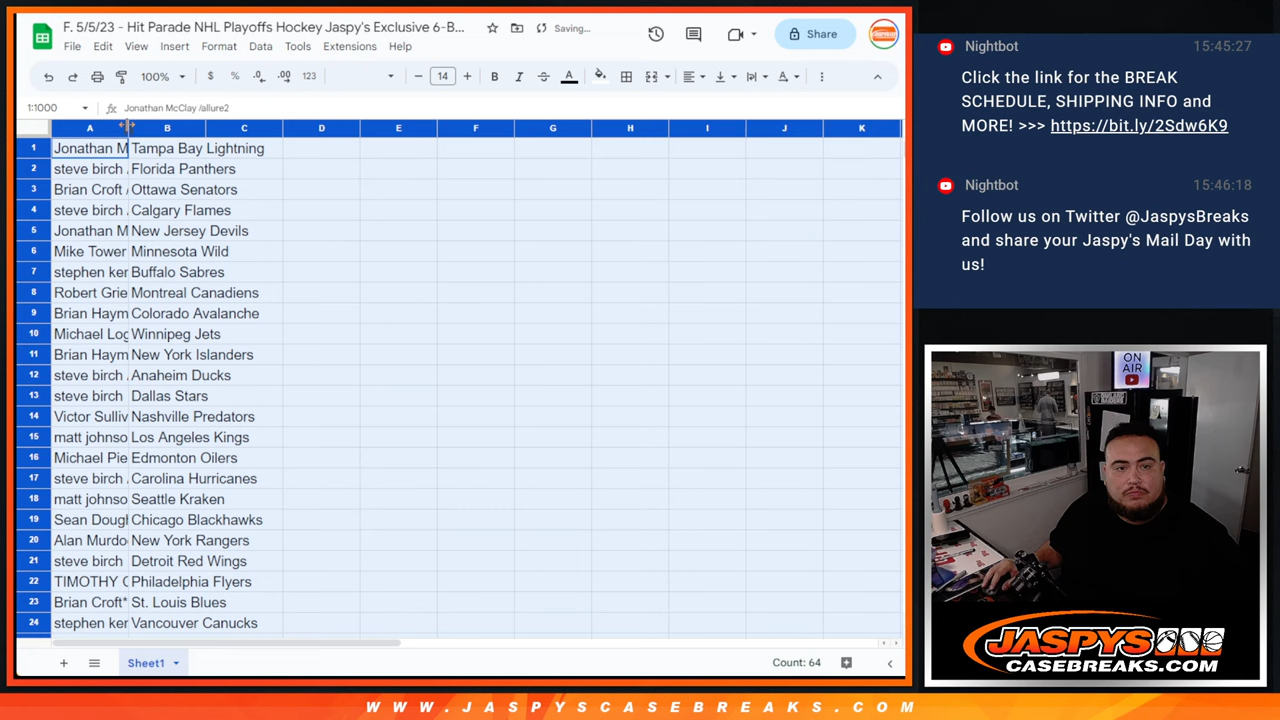 F. 5/5/23 - Hit Parade NHL Playoffs Hockey Jaspy's Exclusive 6-B...
Saving...
File Edit View Insert Format Data Tools Extensions Help
Share
100% $ % .0 .00 123 14 B I A
1:1000 fx Jonathan McClay /allure2
A B C D E F G H I J K
1 Jonathan M Tampa Bay Lightning
2 steve birch Florida Panthers
3 Brian Croft / Ottawa Senators
4 steve birch Calgary Flames
5 Jonathan M New Jersey Devils
6 Mike Tower Minnesota Wild
7 stephen ker Buffalo Sabres
8 Robert Grie Montreal Canadiens
9 Brian Haym Colorado Avalanche
10 Michael Log Winnipeg Jets
11 Brian Haym New York Islanders
12 steve birch Anaheim Ducks
13 steve birch Dallas Stars
14 Victor Sulliv Nashville Predators
15 matt johnso Los Angeles Kings
16 Michael Pie Edmonton Oilers
17 steve birch Carolina Hurricanes
18 matt johnso Seattle Kraken
19 Sean Dough Chicago Blackhawks
20 Alan Murdo New York Rangers
21 steve birch Detroit Red Wings
22 TIMOTHY Philadelphia Flyers
23 Brian Croft* St. Louis Blues
24 stephen ker Vancouver Canucks
Sheet1
Count: 64
Nightbot 15:45:27
Click the link for the BREAK
SCHEDULE, SHIPPING INFO and
MORE! >>> https://bit.ly/2Sdw6K9
Nightbot 15:46:18
Follow us on Twitter @JaspysBreaks
and share your Jaspy's Mail Day with
us!
ON
AIR
JASPYS
CASEBREAKS.COM
WWW.JASPYSCASEBREAKS.COM